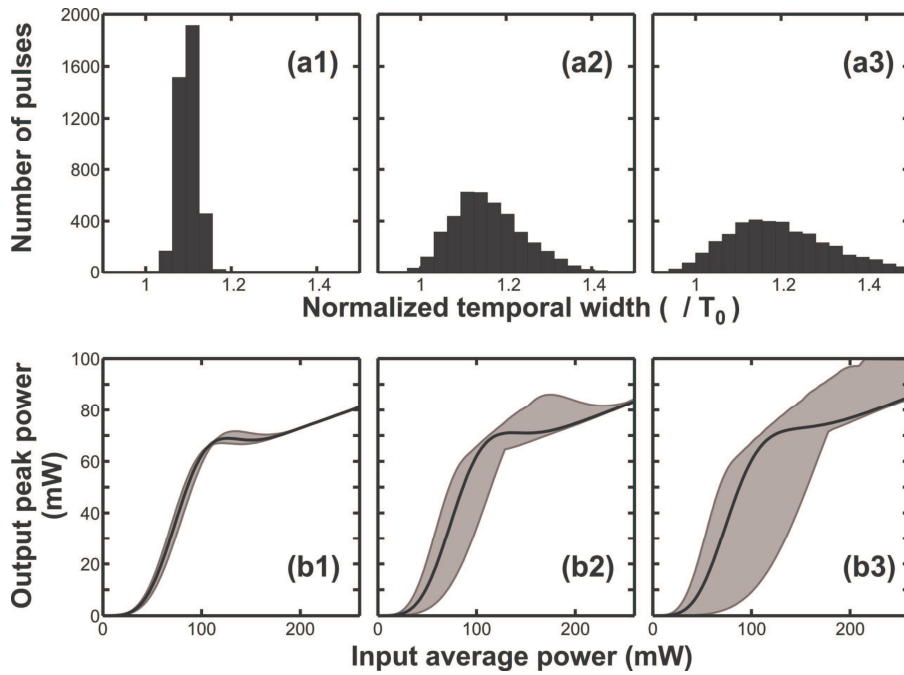 2000
1600
1200
800
400
0
Number of pulses
(a1)
(a2)
(a3)
1 1.2 1.4
1 1.2 1.4
1 1.2 1.4
Normalized temporal width ( / T0)
100
80
60
40
20
0
Output peak power
(mW)
(b1)
(b2)
(b3)
0 100 200
0 100 200
0 100 200
Input average power (mW)